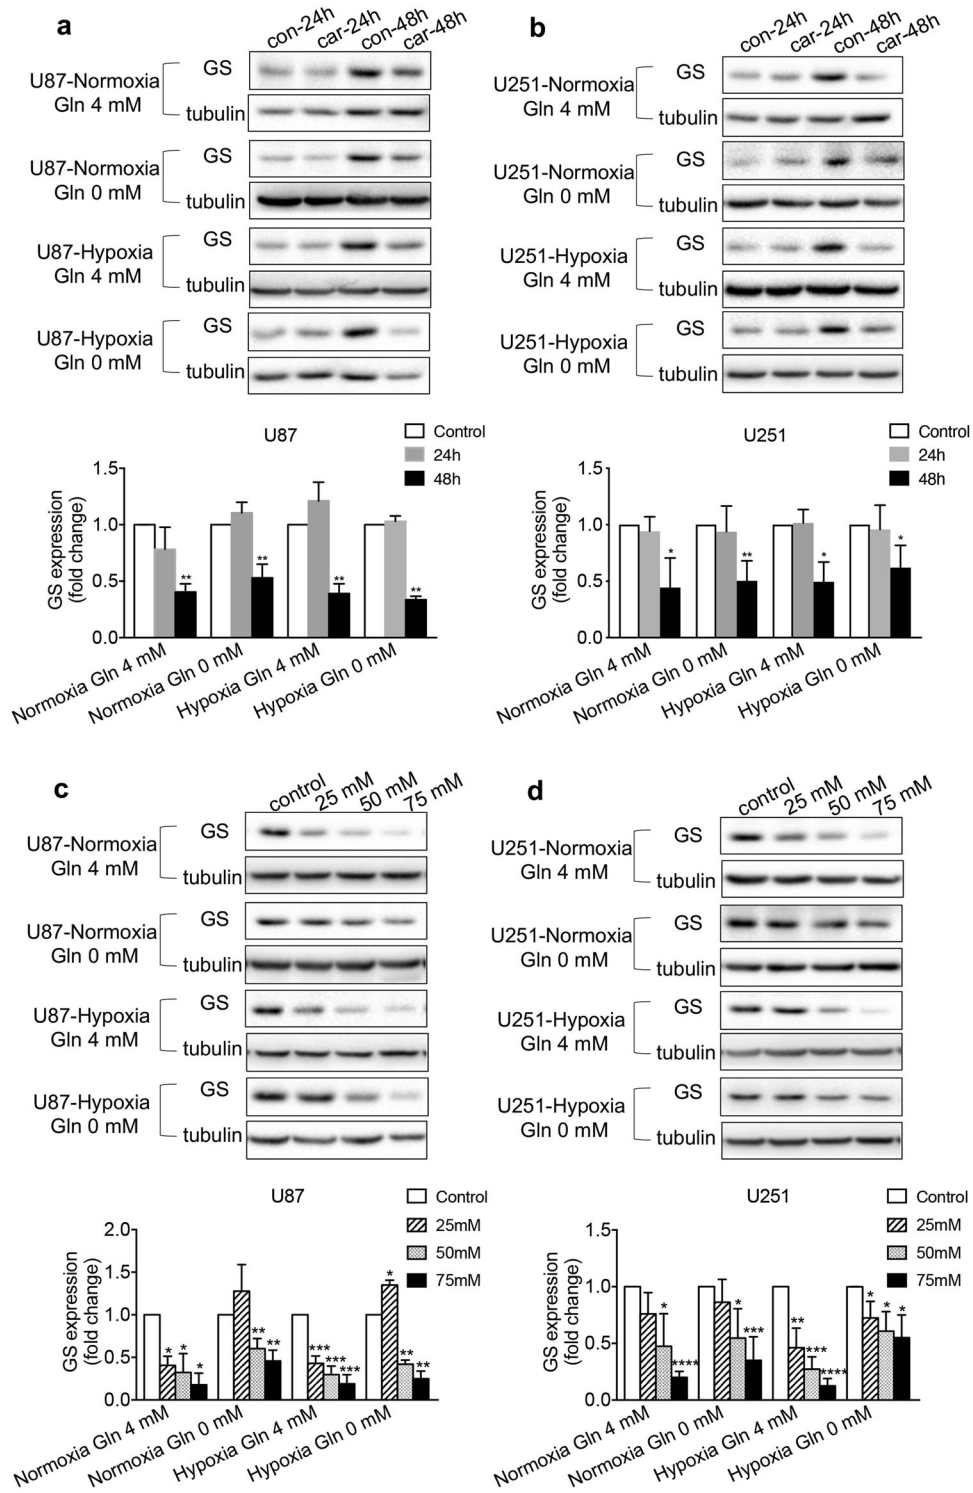 a
con-24h car-24h con-48h car-48h
U87-Normoxia
Gln 4 mM
GS
tubulin
U87-Normoxia
Gln 0 mM
GS
tubulin
U87-Hypoxia
Gln 4 mM
GS
tubulin
U87-Hypoxia
Gln 0 mM
GS
tubulin
U87
Control
24h
48h
GS expression
(fold change)
1.5
1.0
0.5
0.0
** ** ** **
Normoxia Gln 4 mM
Normoxia Gln 0 mM
Hypoxia Gln 4 mM
Hypoxia Gln 0 mM
b
con-24h car-24h con-48h car-48h
U251-Normoxia
Gln 4 mM
GS
tubulin
U251-Normoxia
Gln 0 mM
GS
tubulin
U251-Hypoxia
Gln 4 mM
GS
tubulin
U251-Hypoxia
Gln 0 mM
GS
tubulin
U251
Control
24h
48h
GS expression
(fold change)
1.5
1.0
0.5
0.0
* ** * *
Normoxia Gln 4 mM
Normoxia Gln 0 mM
Hypoxia Gln 4 mM
Hypoxia Gln 0 mM
c
control 25 mM 50 mM 75 mM
U87-Normoxia
Gln 4 mM
GS
tubulin
U87-Normoxia
Gln 0 mM
GS
tubulin
U87-Hypoxia
Gln 4 mM
GS
tubulin
U87-Hypoxia
Gln 0 mM
GS
tubulin
U87
Control
25mM
50mM
75mM
GS expression
(fold change)
2.0
1.5
1.0
0.5
0.0
* * * ** ** *** *** *** * ** **
Normoxia Gln 4 mM
Normoxia Gln 0 mM
Hypoxia Gln 4 mM
Hypoxia Gln 0 mM
d
control 25 mM 50 mM 75 mM
U251-Normoxia
Gln 4 mM
GS
tubulin
U251-Normoxia
Gln 0 mM
GS
tubulin
U251-Hypoxia
Gln 4 mM
GS
tubulin
U251-Hypoxia
Gln 0 mM
GS
tubulin
U251
Control
25mM
50mM
75mM
GS expression
(fold change)
1.5
1.0
0.5
0.0
* **** * *** ** *** **** * * *
Normoxia Gln 4 mM
Normoxia Gln 0 mM
Hypoxia Gln 4 mM
Hypoxia Gln 0 mM